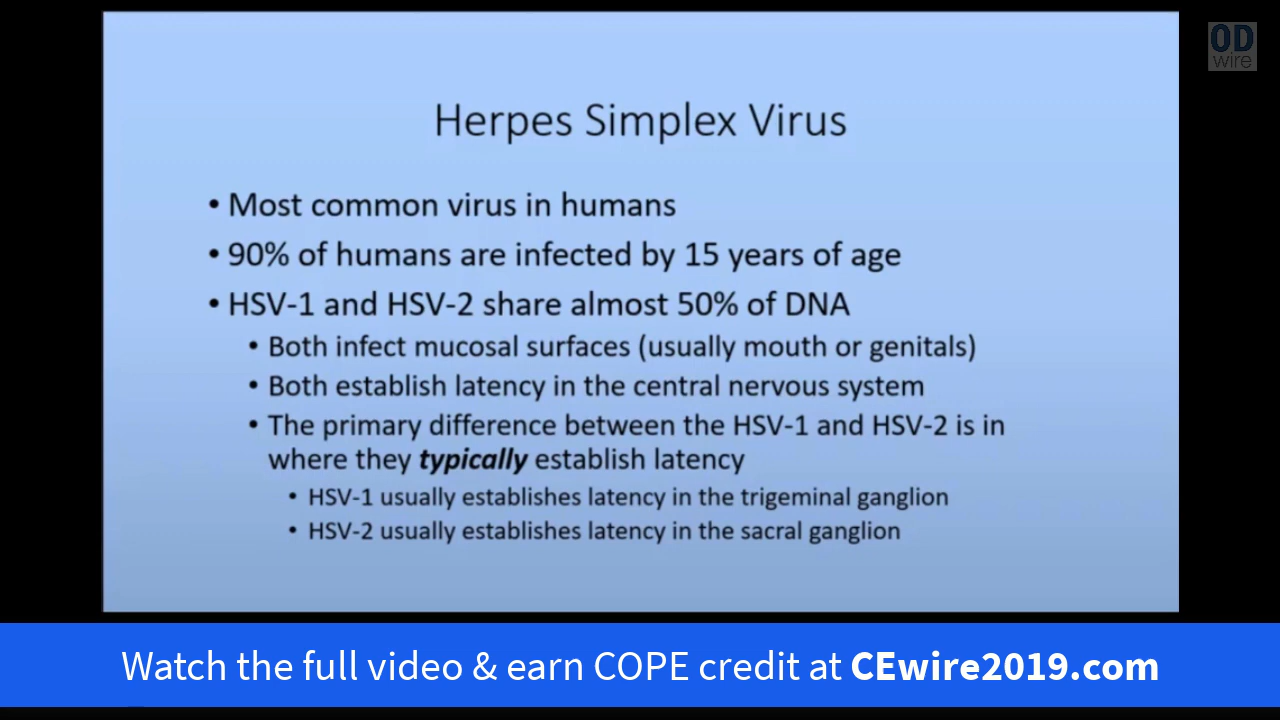 OD
wire
Herpes Simplex Virus
• Most common virus in humans
• 90% of humans are infected by 15 years of age
• HSV-1 and HSV-2 share almost 50% of DNA
• Both infect mucosal surfaces (usually mouth or genitals)
• Both establish latency in the central nervous system
• The primary difference between the HSV-1 and HSV-2 is in
where they typically establish latency
• HSV-1 usually establishes latency in the trigeminal ganglion
• HSV-2 usually establishes latency in the sacral ganglion
Watch the full video & earn COPE credit at CEwire2019.com